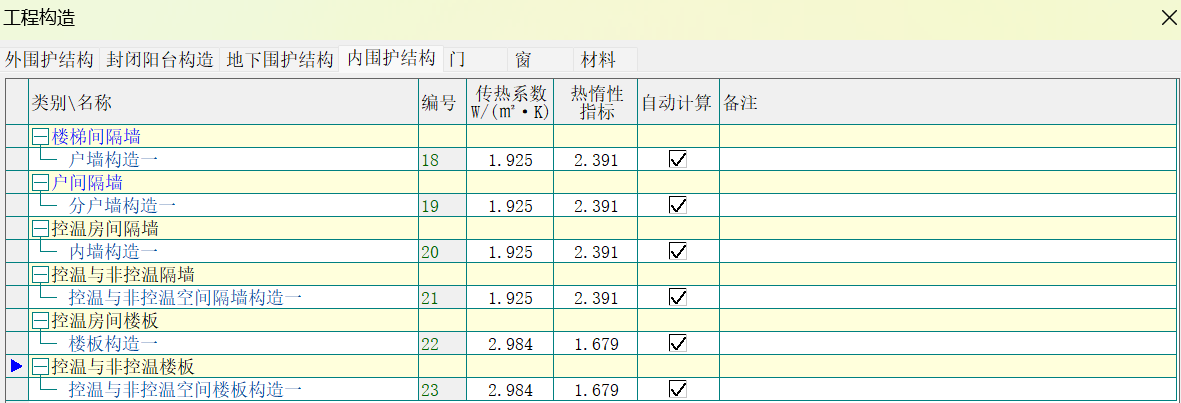 工程构造
外围护结构 封闭阳台构造 地下围护结构 内围护结构 门 窗 材料
类别\名称 编号 传热系数 W/(㎡·K) 热惰性指标 自动计算 备注
楼梯间隔墙
户墙构造一 18 1.925 2.391
户间隔墙
分户墙构造一 19 1.925 2.391
控温房间隔墙
内墙构造一 20 1.925 2.391
控温与非控温隔墙
控温与非控温空间隔墙构造一 21 1.925 2.391
控温房间楼板
楼板构造一 22 2.984 1.679
控温与非控温楼板
控温与非控温空间楼板构造一 23 2.984 1.679